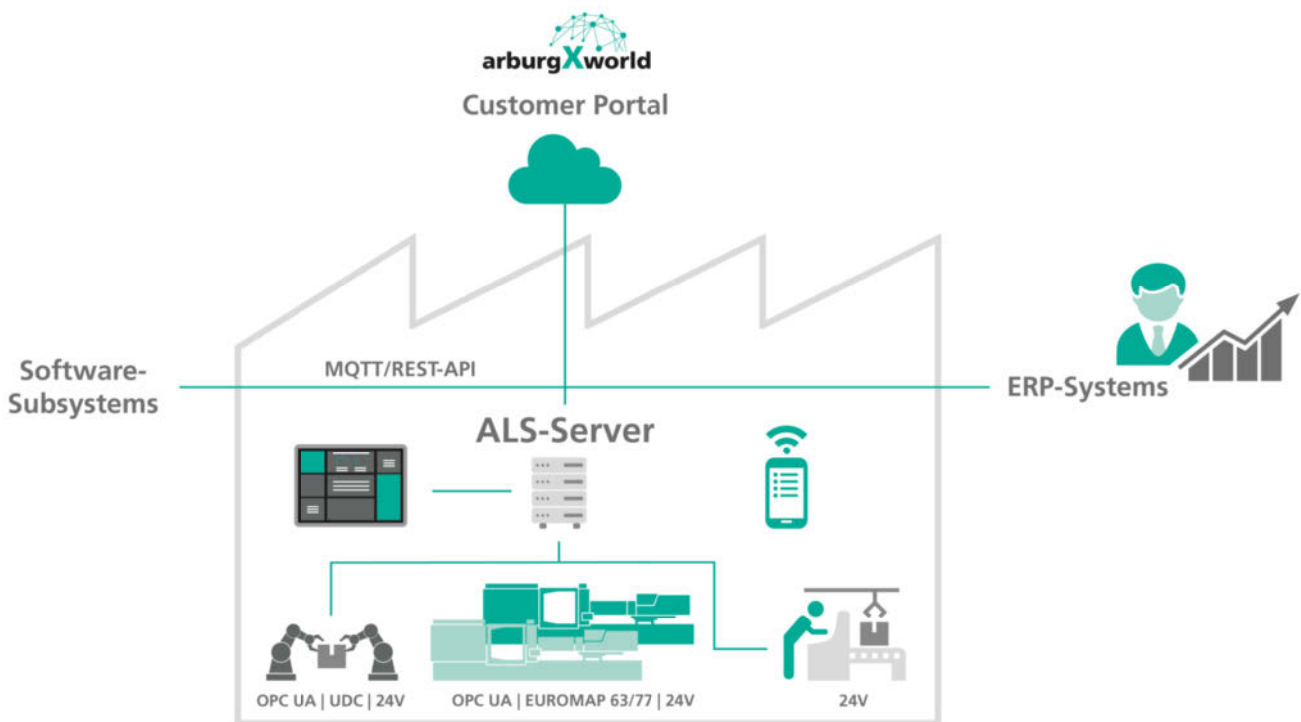 arburgXworld
Customer Portal
MQTT/REST-API
Software-
Subsystems
ERP-Systems
ALS-Server
OPC UA | UDC | 24V
OPC UA | EUROMAP 63/77 | 24V
24V